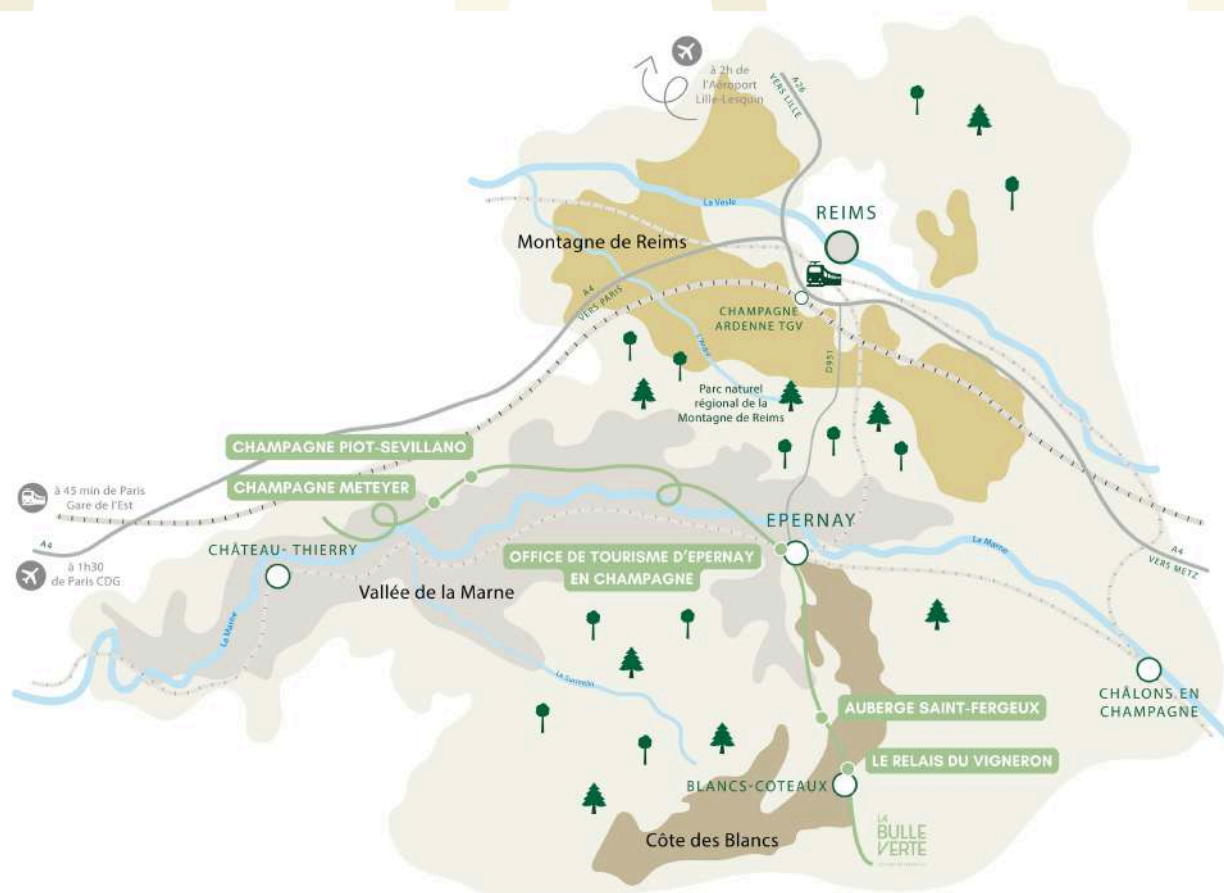 à 2h de
l'Aéroport
Lille-Lesquin
A26
VERS LILLE
La Vesle
REIMS
Montagne de Reims
A4
VERS PARIS
CHAMPAGNE
ARDENNE TGV
L'Ardre
D951
Parc naturel
régional de la
Montagne de Reims
CHAMPAGNE PIOT-SEVILLANO
CHAMPAGNE METEYER
à 45 min de Paris
Gare de l'Est
A4
à 1h30
de Paris CDG
CHÂTEAU-THIERRY
EPERNAY
OFFICE DE TOURISME D'EPERNAY
EN CHAMPAGNE
La Marne
A4
VERS METZ
Vallée de la Marne
La Marne
Le Surmelin
CHÂLONS EN
CHAMPAGNE
AUBERGE SAINT-FERGEUX
LE RELAIS DU VIGNERON
BLANCS-COTEAUX
Côte des Blancs
LA
BULLE
VERTE